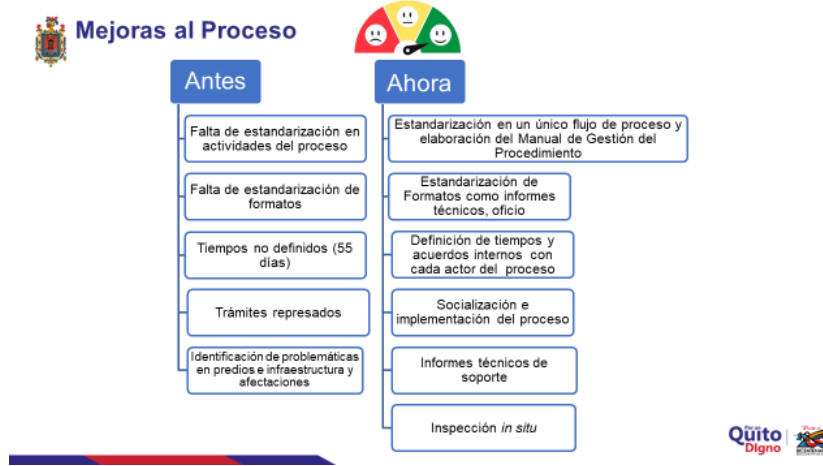 Mejoras al Proceso
Antes
Falta de estandarización en
actividades del proceso
Falta de estandarización de
formatos
Tiempos no definidos (55
días)
Trámites represados
Identificación de problemáticas
en predios e infraestructura y
afectaciones
Ahora
Estandarización en un único flujo de proceso y
elaboración del Manual de Gestión del
Procedimiento
Estandarización de
Formatos como informes
técnicos, oficio
Definición de tiempos y
acuerdos internos con
cada actor del proceso
Socialización e
implementación del proceso
Informes técnicos de
soporte
Inspección in situ
Quito
Digno